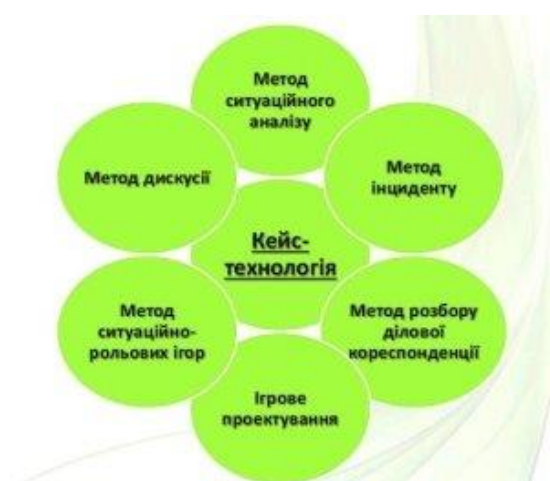 Метод
ситуаційного
аналізу
Метод дискусії
Метод
інциденту
Кейс-
технологія
Метод
ситуаційно-
рольових ігор
Метод розбору
ділової
кореспонденції
Ігрове
проектування